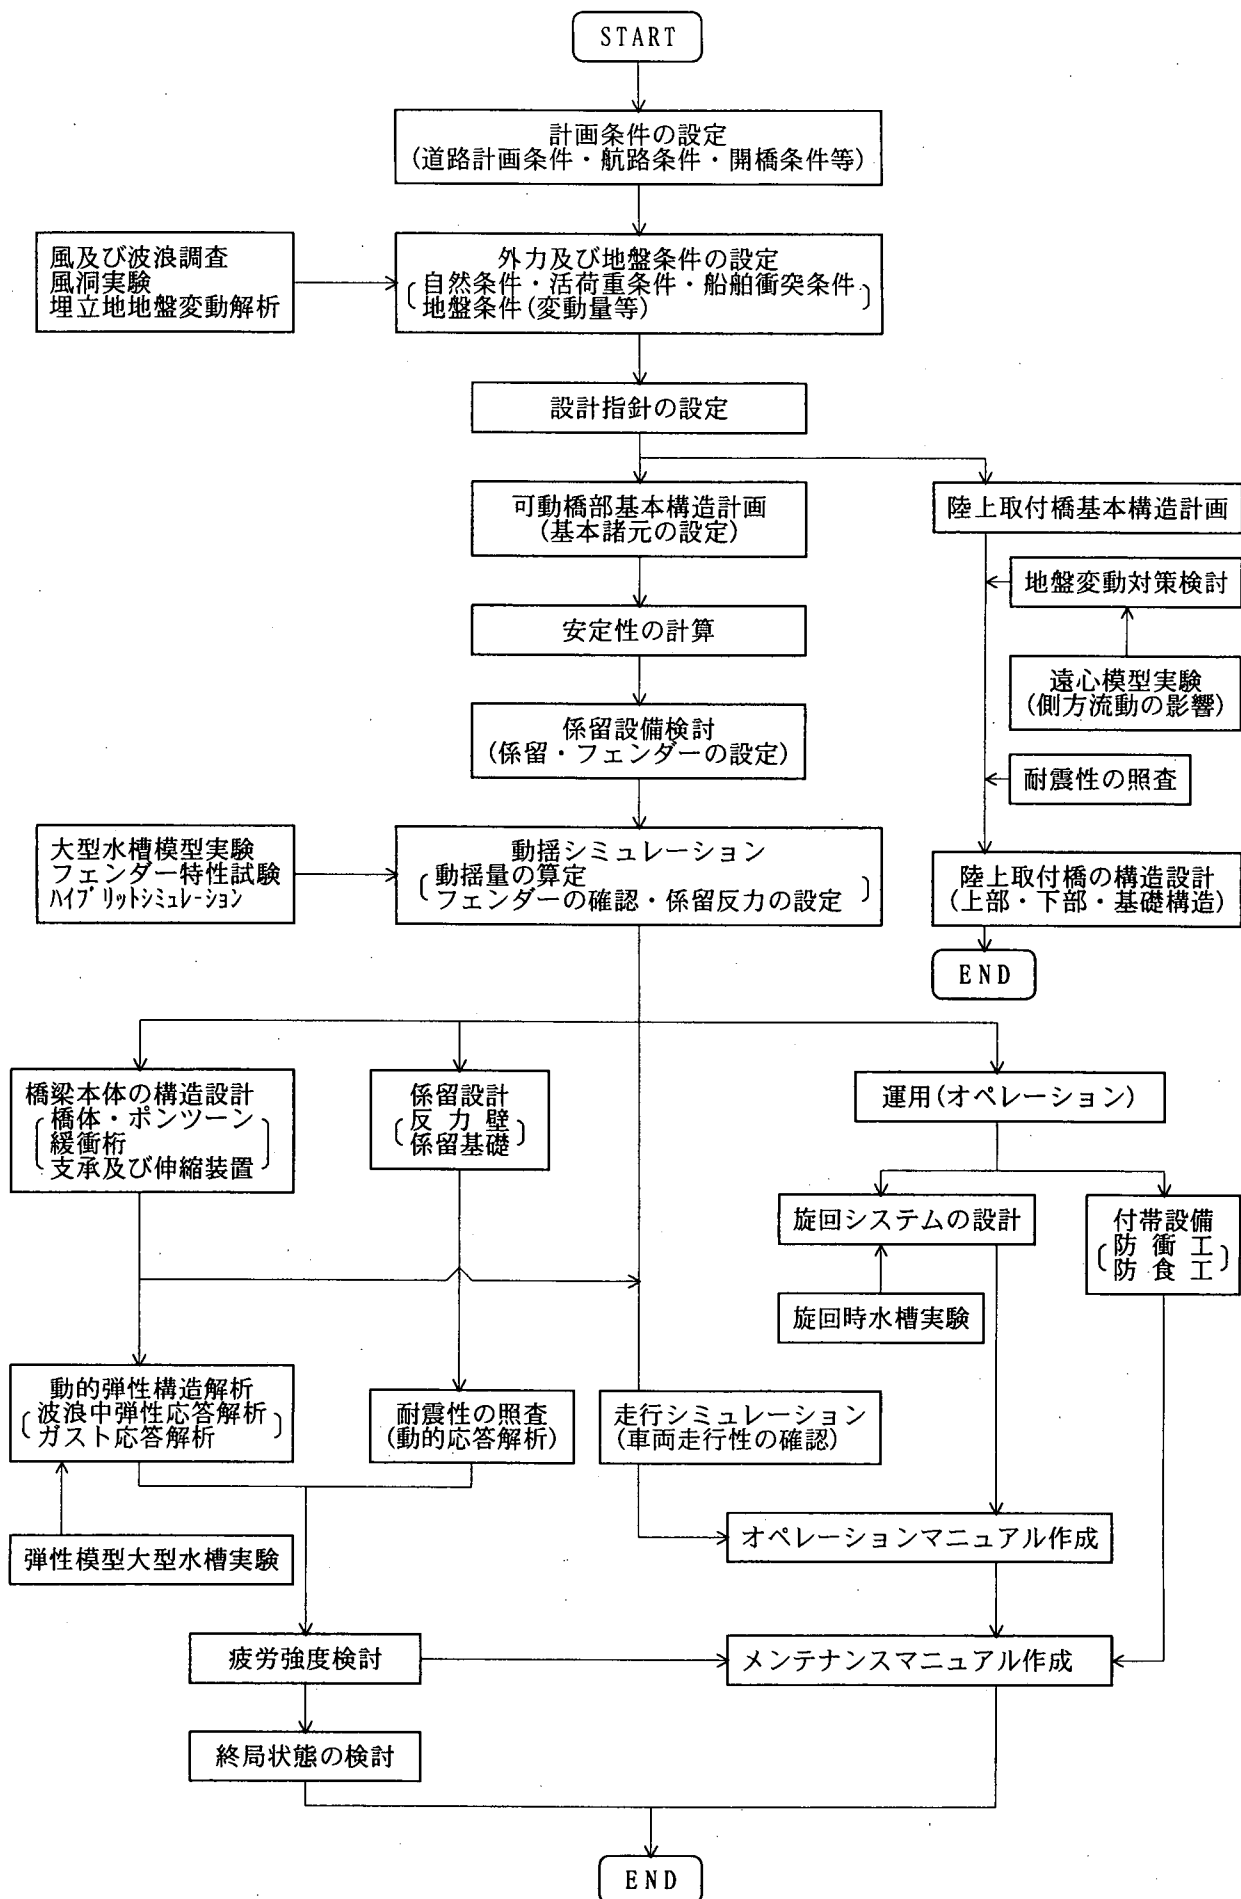 START
計画条件の設定
(道路計画条件・航路条件・開橋条件等)
風及び波浪調査
風洞実験
埋立地地盤変動解析
外力及び地盤条件の設定
自然条件・活荷重条件・船舶衝突条件
地盤条件(変動量等)
設計指針の設定
可動橋部基本構造計画
(基本諸元の設定)
陸上取付橋基本構造計画
地盤変動対策検討
安定性の計算
遠心模型実験
(側方流動の影響)
係留設備検討
(係留・フェンダーの設定)
耐震性の照査
大型水槽模型実験
フェンダー特性試験
ハイブリットシミュレーション
動揺シミュレーション
動揺量の算定
フェンダーの確認・係留反力の設定
陸上取付橋の構造設計
(上部・下部・基礎構造)
END
橋梁本体の構造設計
橋体・ポンツーン
緩衝桁
支承及び伸縮装置
係留設計
反力壁
係留基礎
運用(オペレーション)
旋回システムの設計
付帯設備
防衝工
防食工
旋回時水槽実験
動的弾性構造解析
波浪中弾性応答解析
ガスト応答解析
耐震性の照査
(動的応答解析)
走行シミュレーション
(車両走行性の確認)
弾性模型大型水槽実験
オペレーションマニュアル作成
疲労強度検討
メンテナンスマニュアル作成
終局状態の検討
END